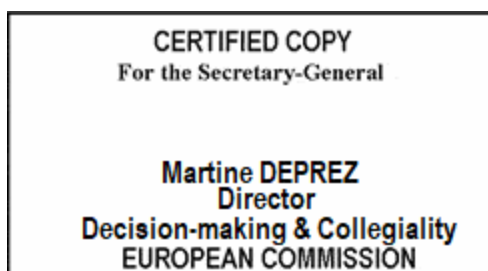 CERTIFIED COPY
For the Secretary-General
Martine DEPREZ
Director
Decision-making & Collegiality
EUROPEAN COMMISSION